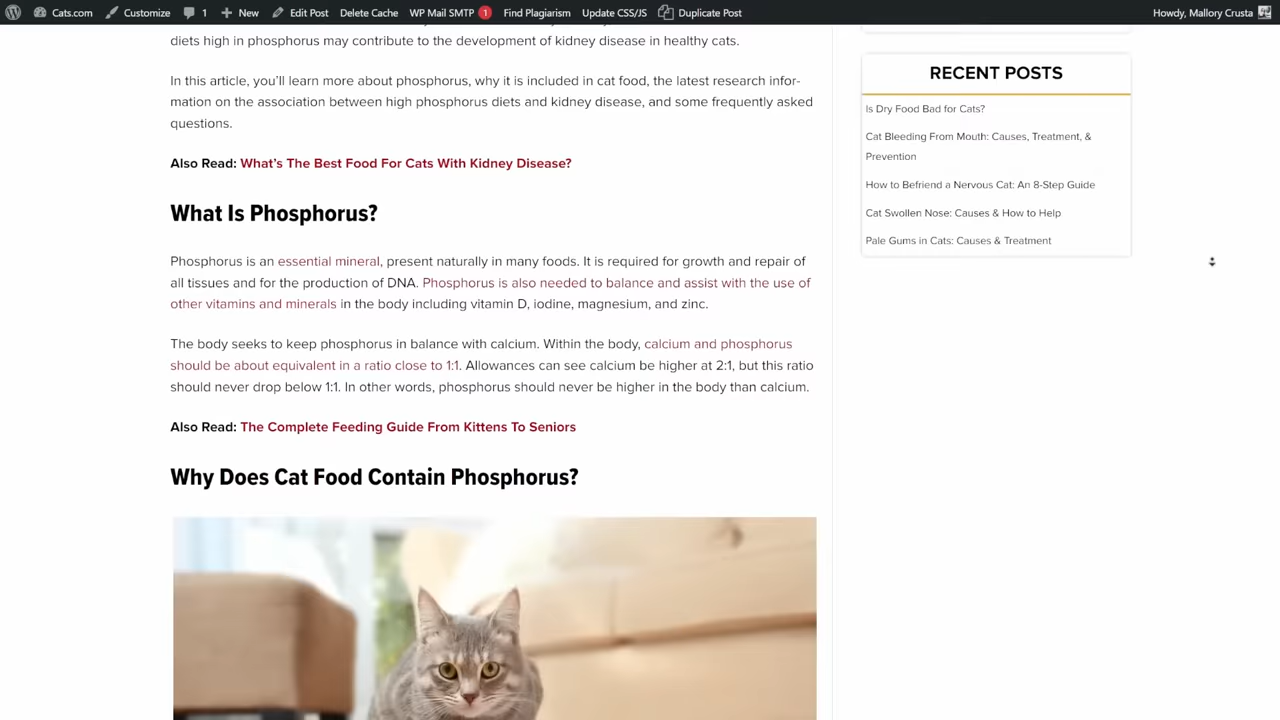 Cats.com Customize 1 New Edit Post Delete Cache WP Mail SMTP 1 Find Plagiarism Update CSS/JS Duplicate Post Howdy, Mallory Crusta
diets high in phosphorus may contribute to the development of kidney disease in healthy cats.
In this article, you'll learn more about phosphorus, why it is included in cat food, the latest research infor-
mation on the association between high phosphorus diets and kidney disease, and some frequently asked
questions.
Also Read: What's The Best Food For Cats With Kidney Disease?
What Is Phosphorus?
Phosphorus is an essential mineral, present naturally in many foods. It is required for growth and repair of
all tissues and for the production of DNA. Phosphorus is also needed to balance and assist with the use of
other vitamins and minerals in the body including vitamin D, iodine, magnesium, and zinc.
The body seeks to keep phosphorus in balance with calcium. Within the body, calcium and phosphorus
should be about equivalent in a ratio close to 1:1. Allowances can see calcium be higher at 2:1, but this ratio
should never drop below 1:1. In other words, phosphorus should never be higher in the body than calcium.
Also Read: The Complete Feeding Guide From Kittens To Seniors
Why Does Cat Food Contain Phosphorus?
RECENT POSTS
Is Dry Food Bad for Cats?
Cat Bleeding From Mouth: Causes, Treatment, &
Prevention
How to Befriend a Nervous Cat: An 8-Step Guide
Cat Swollen Nose: Causes & How to Help
Pale Gums in Cats: Causes & Treatment